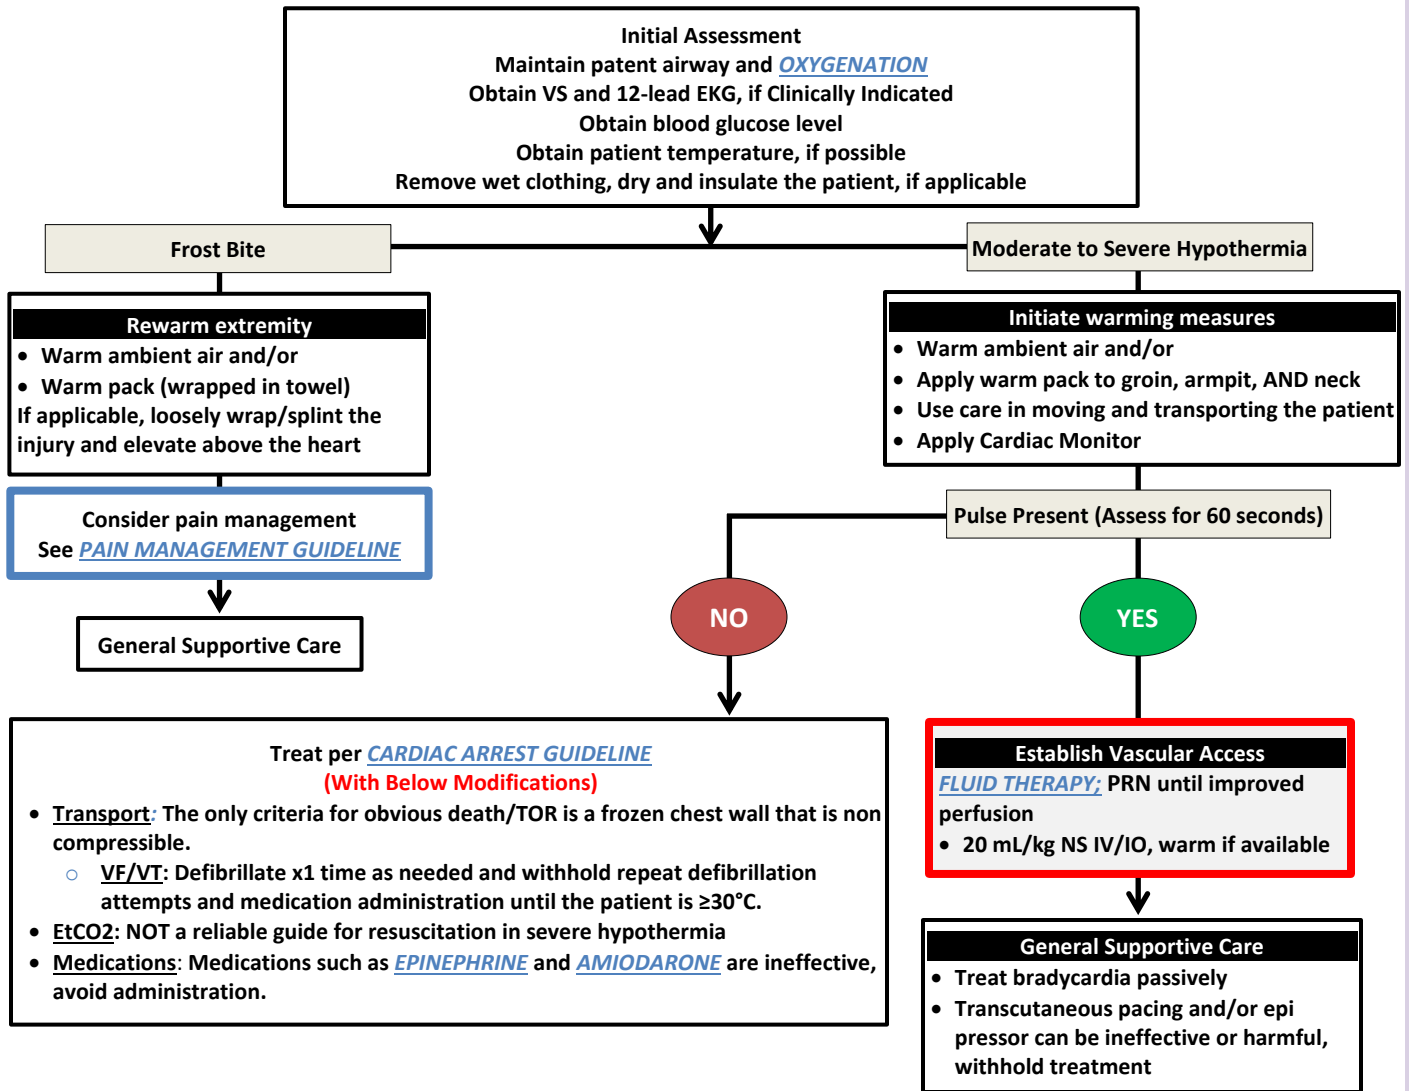 Initial Assessment
Maintain patent airway and OXYGENATION
Obtain VS and 12-lead EKG, if Clinically Indicated
Obtain blood glucose level
Obtain patient temperature, if possible
Remove wet clothing, dry and insulate the patient, if applicable
Frost Bite
Rewarm extremity
• Warm ambient air and/or
• Warm pack (wrapped in towel)
If applicable, loosely wrap/splint the
injury and elevate above the heart
Consider pain management
See PAIN MANAGEMENT GUIDELINE
General Supportive Care
Moderate to Severe Hypothermia
Initiate warming measures
• Warm ambient air and/or
• Apply warm pack to groin, armpit, AND neck
• Use care in moving and transporting the patient
• Apply Cardiac Monitor
Pulse Present (Assess for 60 seconds)
NO
Treat per CARDIAC ARREST GUIDELINE
(With Below Modifications)
• Transport: The only criteria for obvious death/TOR is a frozen chest wall that is non
compressible.
○ VF/VT: Defibrillate x1 time as needed and withhold repeat defibrillation
attempts and medication administration until the patient is ≥30°C.
• EtCO2: NOT a reliable guide for resuscitation in severe hypothermia
• Medications: Medications such as EPINEPHRINE and AMIODARONE are ineffective,
avoid administration.
YES
Establish Vascular Access
FLUID THERAPY; PRN until improved
perfusion
• 20 mL/kg NS IV/IO, warm if available
General Supportive Care
• Treat bradycardia passively
• Transcutaneous pacing and/or epi
pressor can be ineffective or harmful,
withhold treatment